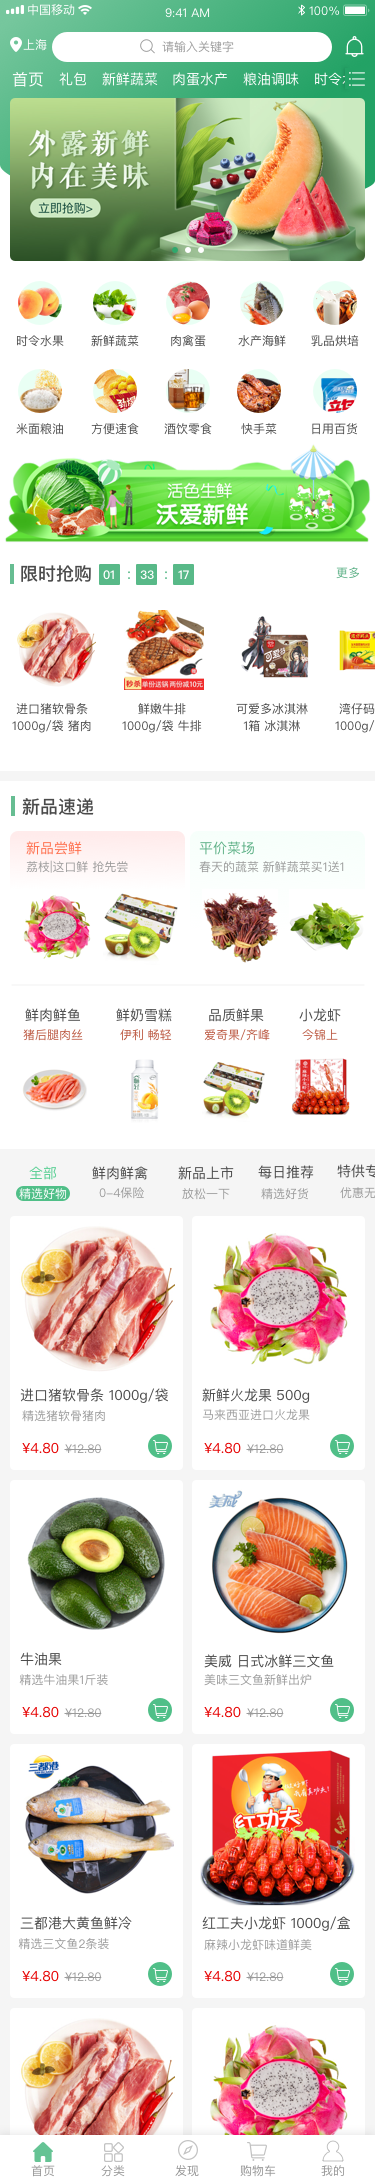 中国移动 9:41 AM 100%
上海 请输入关键字
首页 礼包 新鲜蔬菜 肉蛋水产 粮油调味 时令
外露新鲜
内在美味
立即抢购>
时令水果 新鲜蔬菜 肉禽蛋 水产海鲜 乳品烘培
米面粮油 方便速食 酒饮零食 快手菜 日用百货
活色生鲜
沃爱新鲜
限时抢购 01 : 33 : 17 更多
秒杀 单份送锅 两份减10元
可爱多
进口猪软骨条 鲜嫩牛排 可爱多冰淇淋 湾仔码
1000g/袋 猪肉 1000g/袋 牛排 1箱 冰淇淋 1000g/
新品速递
新品尝鲜 平价菜场
荔枝|这口鲜 抢先尝 春天的蔬菜 新鲜蔬菜买1送1
鲜肉鲜鱼 鲜奶雪糕 品质鲜果 小龙虾
猪后腿肉丝 伊利 畅轻 爱奇果/齐峰 今锦上
全部 鲜肉鲜禽 新品上市 每日推荐 特供专
精选好物 0-4保险 放松一下 精选好货 优惠无
进口猪软骨条 1000g/袋 新鲜火龙果 500g
精选猪软骨猪肉 马来西亚进口火龙果
¥4.80 ¥12.80 ¥4.80 ¥12.80
美威
牛油果 美威 日式冰鲜三文鱼
精选牛油果1斤装 美味三文鱼新鲜出炉
¥4.80 ¥12.80 ¥4.80 ¥12.80
三都港 红功夫
三都港大黄鱼鲜冷 红工夫小龙虾 1000g/盒
精选三文鱼2条装 麻辣小龙虾味道鲜美
¥4.80 ¥12.80 ¥4.80 ¥12.80
首页 分类 发现 购物车 我的